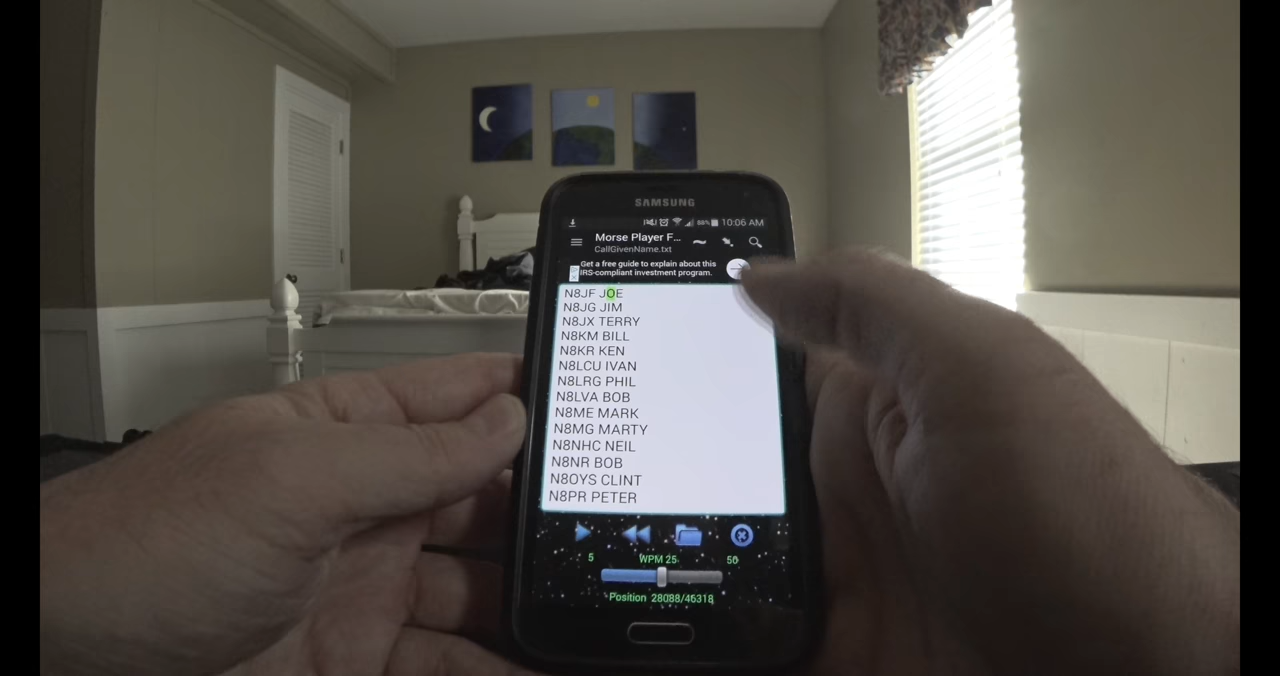 SAMSUNG
86% 10:06 AM
Morse Player F...
CallGivenName.txt
Get a free guide to explain about this
IRS-compliant investment program.
N8JF JOE
N8JG JIM
N8JX TERRY
N8KM BILL
N8KR KEN
N8LCU IVAN
N8LRG PHIL
N8LVA BOB
N8ME MARK
N8MG MARTY
N8NHC NEIL
N8NR BOB
N8OYS CLINT
N8PR PETER
5 WPM 25 50
Position 28088/46318